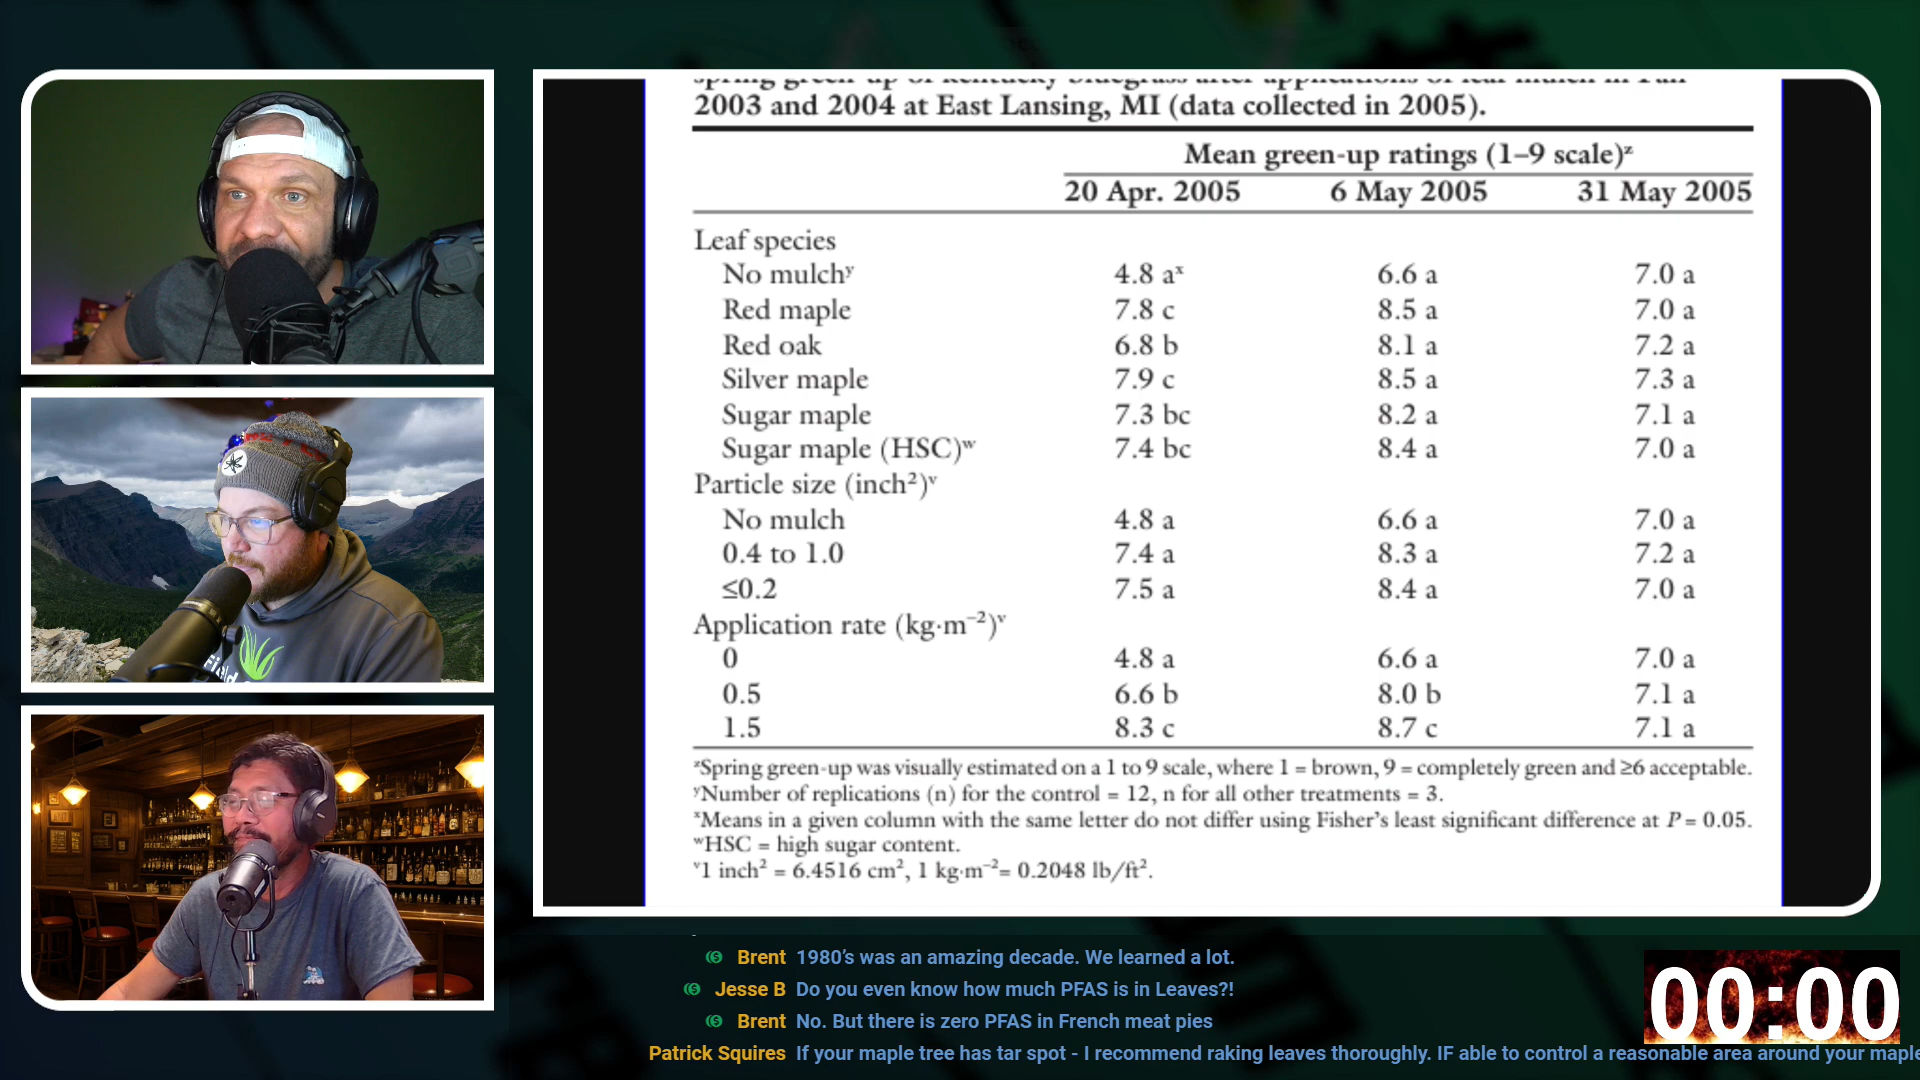 spring green-up of Kentucky bluegrass after applications of leaf mulch in Fall
2003 and 2004 at East Lansing, MI (data collected in 2005).
Mean green-up ratings (1–9 scale)ᶻ
20 Apr. 2005 6 May 2005 31 May 2005
Leaf species
No mulchʸ 4.8 aˣ 6.6 a 7.0 a
Red maple 7.8 c 8.5 a 7.0 a
Red oak 6.8 b 8.1 a 7.2 a
Silver maple 7.9 c 8.5 a 7.3 a
Sugar maple 7.3 bc 8.2 a 7.1 a
Sugar maple (HSC)ʷ 7.4 bc 8.4 a 7.0 a
Particle size (inch²)ᵛ
No mulch 4.8 a 6.6 a 7.0 a
0.4 to 1.0 7.4 a 8.3 a 7.2 a
≤0.2 7.5 a 8.4 a 7.0 a
Application rate (kg·m⁻²)ᵛ
0 4.8 a 6.6 a 7.0 a
0.5 6.6 b 8.0 b 7.1 a
1.5 8.3 c 8.7 c 7.1 a
ᶻSpring green-up was visually estimated on a 1 to 9 scale, where 1 = brown, 9 = completely green and ≥6 acceptable.
ʸNumber of replications (n) for the control = 12, n for all other treatments = 3.
ˣMeans in a given column with the same letter do not differ using Fisher's least significant difference at P = 0.05.
ʷHSC = high sugar content.
ᵛ1 inch² = 6.4516 cm², 1 kg·m⁻²= 0.2048 lb/ft².
Brent 1980's was an amazing decade. We learned a lot.
Jesse B Do you even know how much PFAS is in Leaves?!
Brent No. But there is zero PFAS in French meat pies
Patrick Squires If your maple tree has tar spot - I recommend raking leaves thoroughly. IF able to control a reasonable area around your maple
00:00